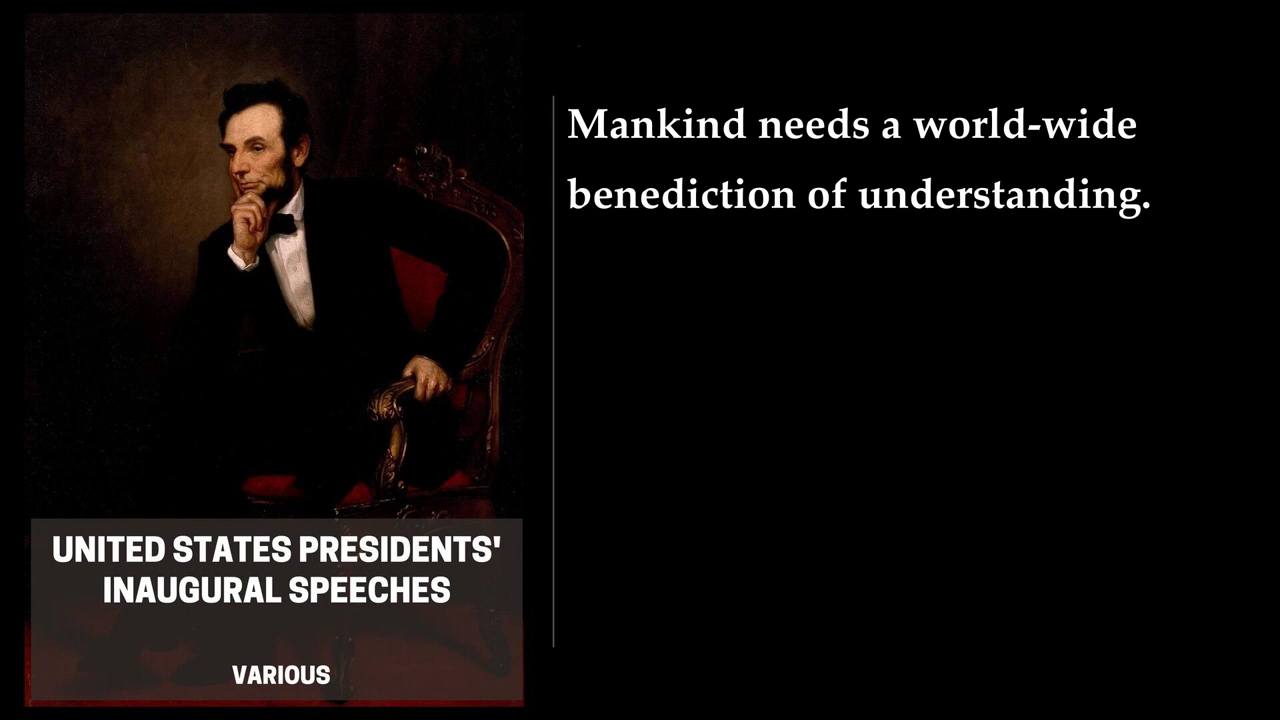 Mankind needs a world-wide
benediction of understanding.
UNITED STATES PRESIDENTS'
INAUGURAL SPEECHES
VARIOUS